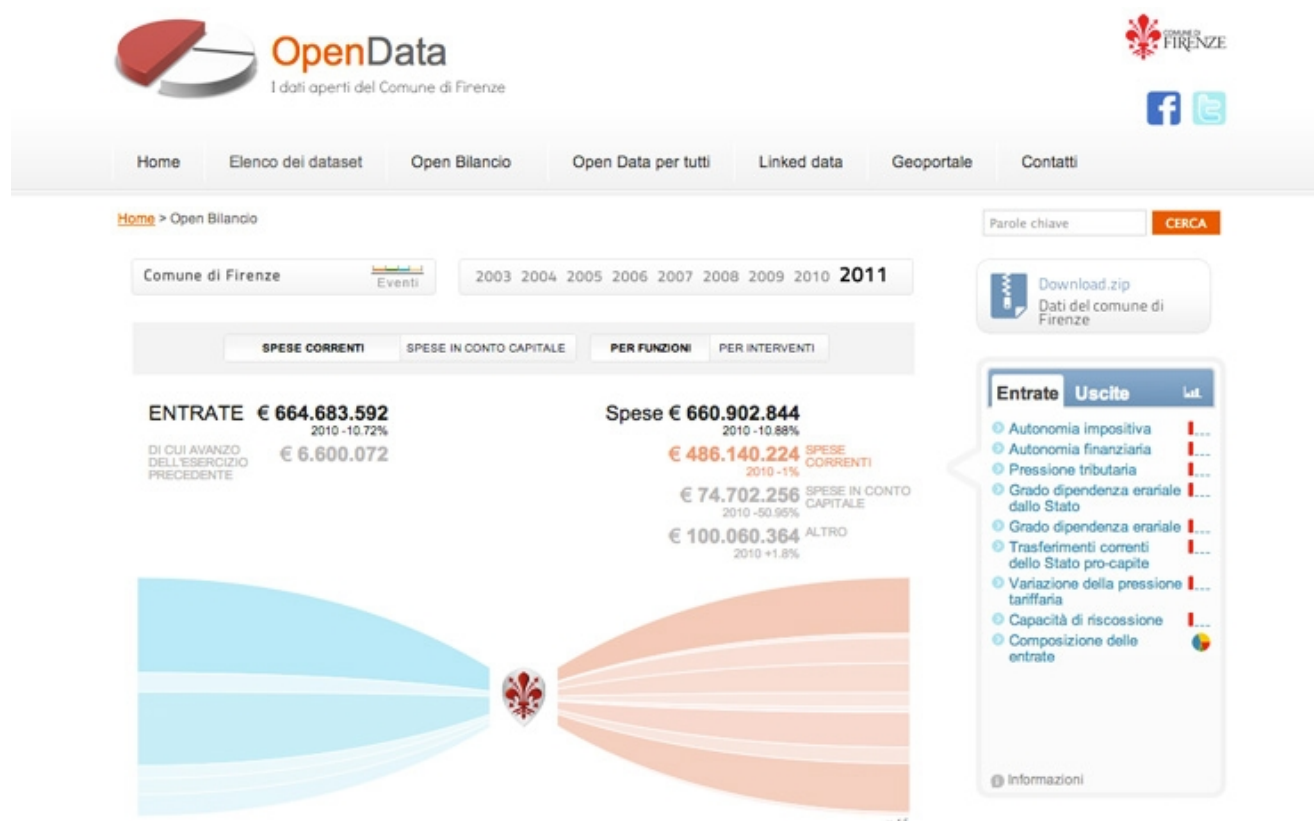 OpenData
I dati aperti del Comune di Firenze
COMUNE DI
FIRENZE
Home Elenco dei dataset Open Bilancio Open Data per tutti Linked data Geoportale Contatti
Home > Open Bilancio
Parole chiave CERCA
Comune di Firenze Eventi 2003 2004 2005 2006 2007 2008 2009 2010 2011
Download.zip
Dati del comune di
Firenze
SPESE CORRENTI SPESE IN CONTO CAPITALE PER FUNZIONI PER INTERVENTI
ENTRATE € 664.683.592
2010 -10.72%
DI CUI AVANZO
DELL'ESERCIZIO
PRECEDENTE
€ 6.600.072
Spese € 660.902.844
2010 -10.88%
€ 486.140.224 SPESE
CORRENTI
2010 -1%
€ 74.702.256 SPESE IN CONTO
CAPITALE
2010 -50.95%
€ 100.060.364 ALTRO
2010 +1.8%
Entrate Uscite
Autonomia impositiva
Autonomia finanziaria
Pressione tributaria
Grado dipendenza erariale
dallo Stato
Grado dipendenza erariale
Trasferimenti correnti
dello Stato pro-capite
Variazione della pressione
tariffaria
Capacità di riscossione
Composizione delle
entrate
Informazioni